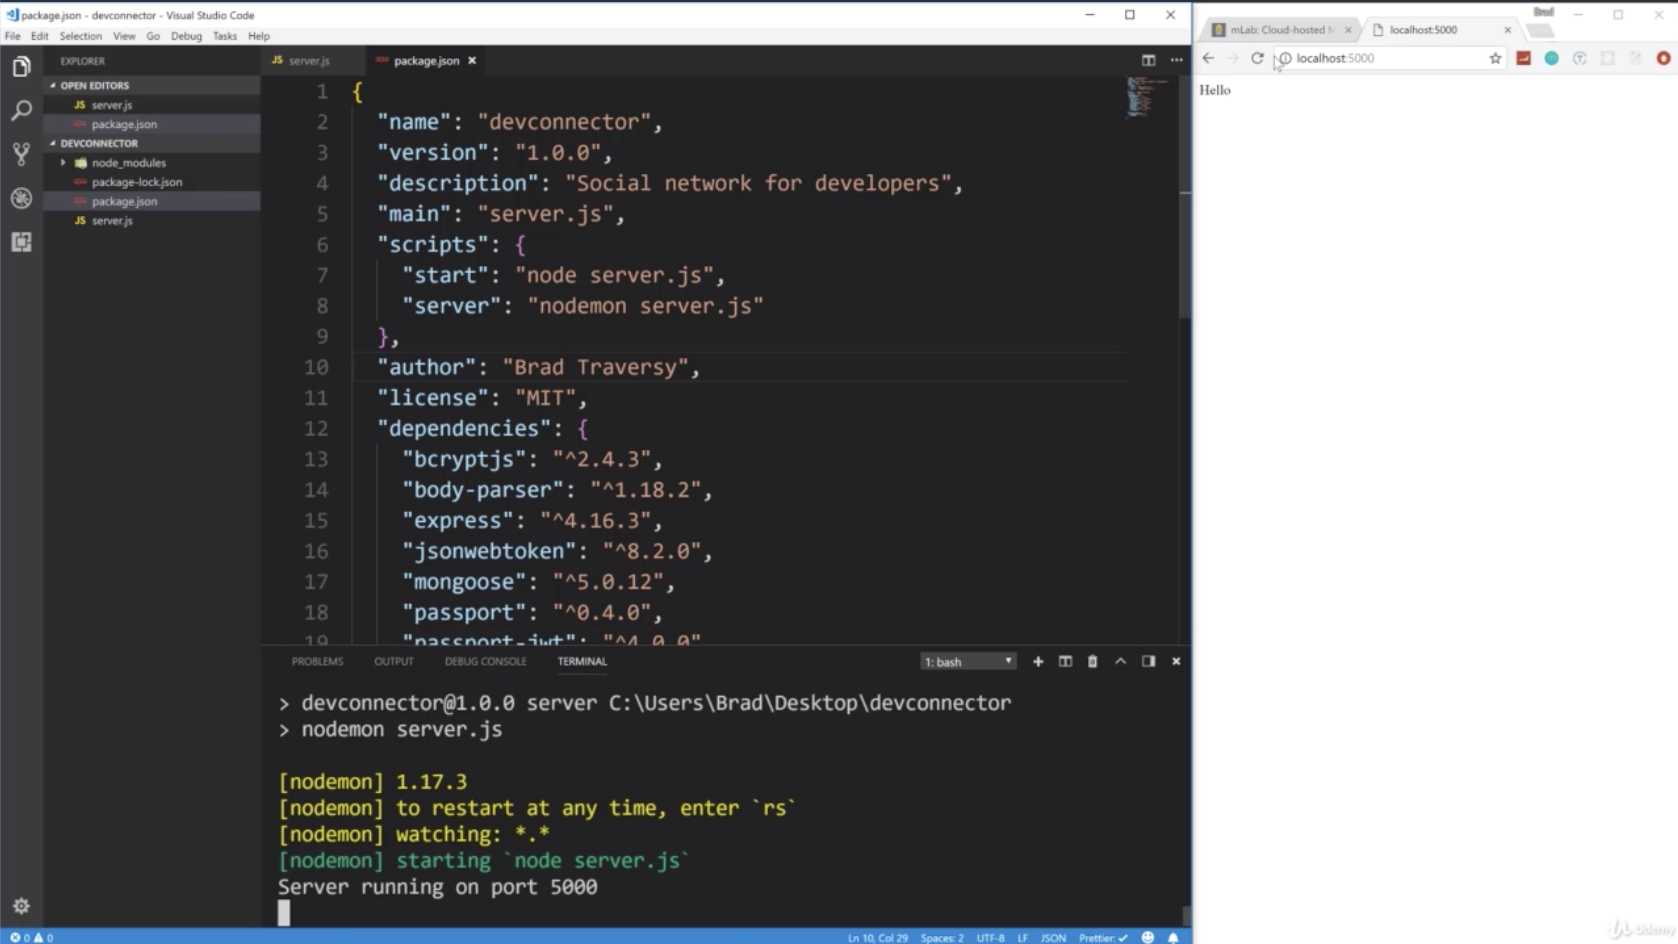 package.json - devconnector - Visual Studio Code
File Edit Selection View Go Debug Tasks Help
EXPLORER
OPEN EDITORS
JS server.js
package.json
DEVCONNECTOR
node_modules
package-lock.json
package.json
JS server.js
JS server.js
package.json
1 {
2 "name": "devconnector",
3 "version": "1.0.0",
4 "description": "Social network for developers",
5 "main": "server.js",
6 "scripts": {
7 "start": "node server.js",
8 "server": "nodemon server.js"
9 },
10 "author": "Brad Traversy",
11 "license": "MIT",
12 "dependencies": {
13 "bcryptjs": "^2.4.3",
14 "body-parser": "^1.18.2",
15 "express": "^4.16.3",
16 "jsonwebtoken": "^8.2.0",
17 "mongoose": "^5.0.12",
18 "passport": "^0.4.0",
19 "passport-jwt": "^4.0.0"
PROBLEMS OUTPUT DEBUG CONSOLE TERMINAL
1: bash
> devconnector@1.0.0 server C:\Users\Brad\Desktop\devconnector
> nodemon server.js
[nodemon] 1.17.3
[nodemon] to restart at any time, enter `rs`
[nodemon] watching: *.*
[nodemon] starting `node server.js`
Server running on port 5000
0 0
Ln 10, Col 29 Spaces: 2 UTF-8 LF JSON Prettier: ✓
Brad
mLab: Cloud-hosted M
localhost:5000
localhost:5000
Hello
Udemy